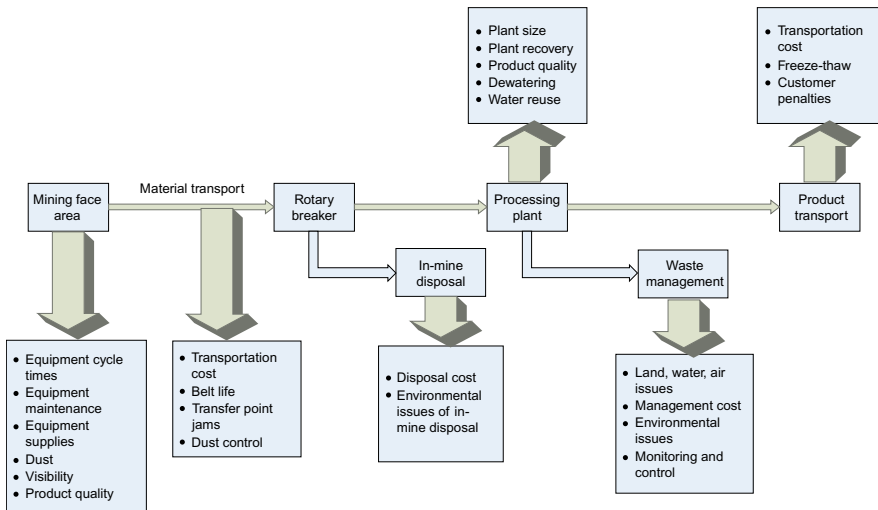 • Plant size
• Plant recovery
• Product quality
• Dewatering
• Water reuse
• Transportation
cost
• Freeze-thaw
• Customer
penalties
Mining face
area
Material transport
Rotary
breaker
Processing
plant
Product
transport
In-mine
disposal
Waste
management
• Equipment cycle
times
• Equipment
maintenance
• Equipment
supplies
• Dust
• Visibility
• Product quality
• Transportation
cost
• Belt life
• Transfer point
jams
• Dust control
• Disposal cost
• Environmental
issues of in-
mine disposal
• Land, water, air
issues
• Management cost
• Environmental
issues
• Monitoring and
control